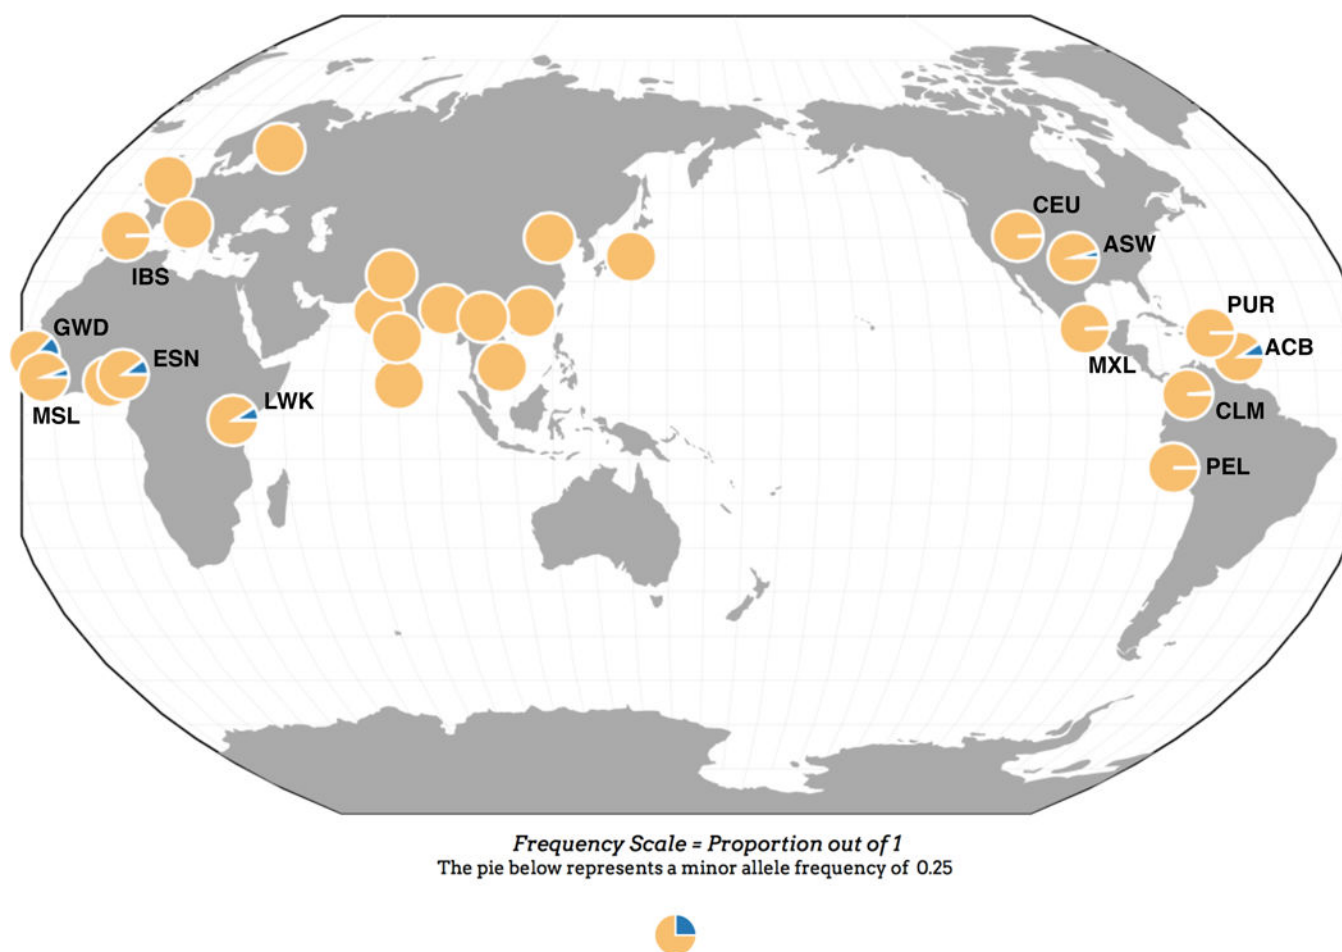 CEU
ASW
IBS
PUR
GWD
ACB
ESN
MXL
LWK
CLM
MSL
PEL
Frequency Scale = Proportion out of 1
The pie below represents a minor allele frequency of 0.25